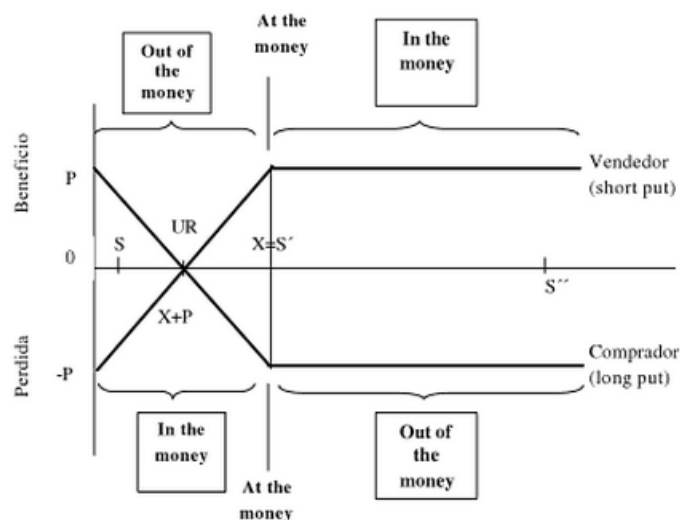 At the
money
Out of
the
money
In the
money
Beneficio
P
Vendedor
(short put)
UR
S
X=S´
0
S´´
X+P
Perdida
-P
Comprador
(long put)
In the
money
Out of
the
money
At the
money